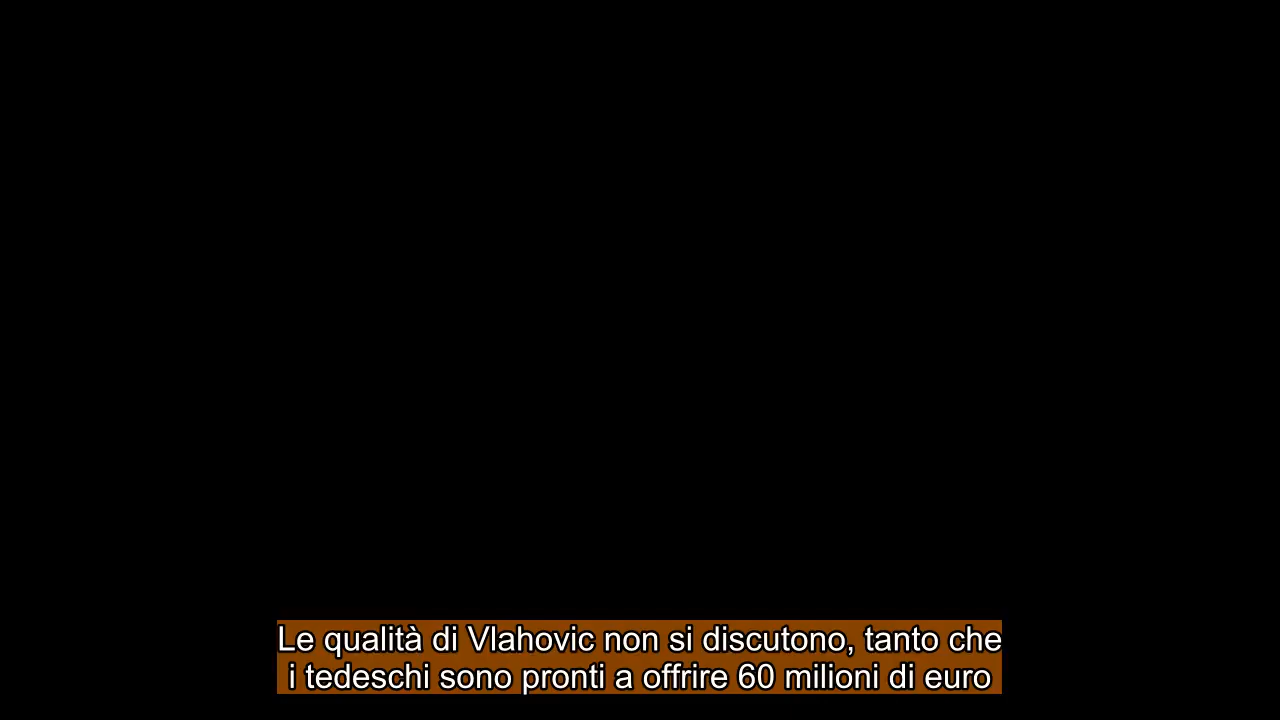 Le qualità di Vlahovic non si discutono, tanto che
i tedeschi sono pronti a offrire 60 milioni di euro